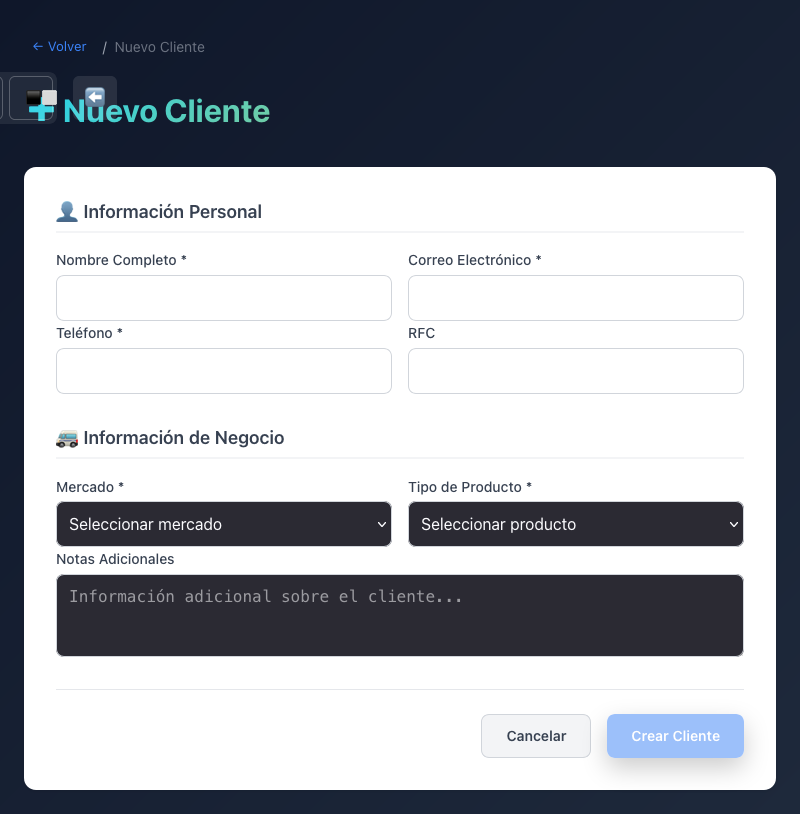 ← Volver / Nuevo Cliente
Nuevo Cliente
Información Personal
Nombre Completo *
Correo Electrónico *
Teléfono *
RFC
Información de Negocio
Mercado *
Tipo de Producto *
Seleccionar mercado
Seleccionar producto
Notas Adicionales
Información adicional sobre el cliente...
Cancelar
Crear Cliente